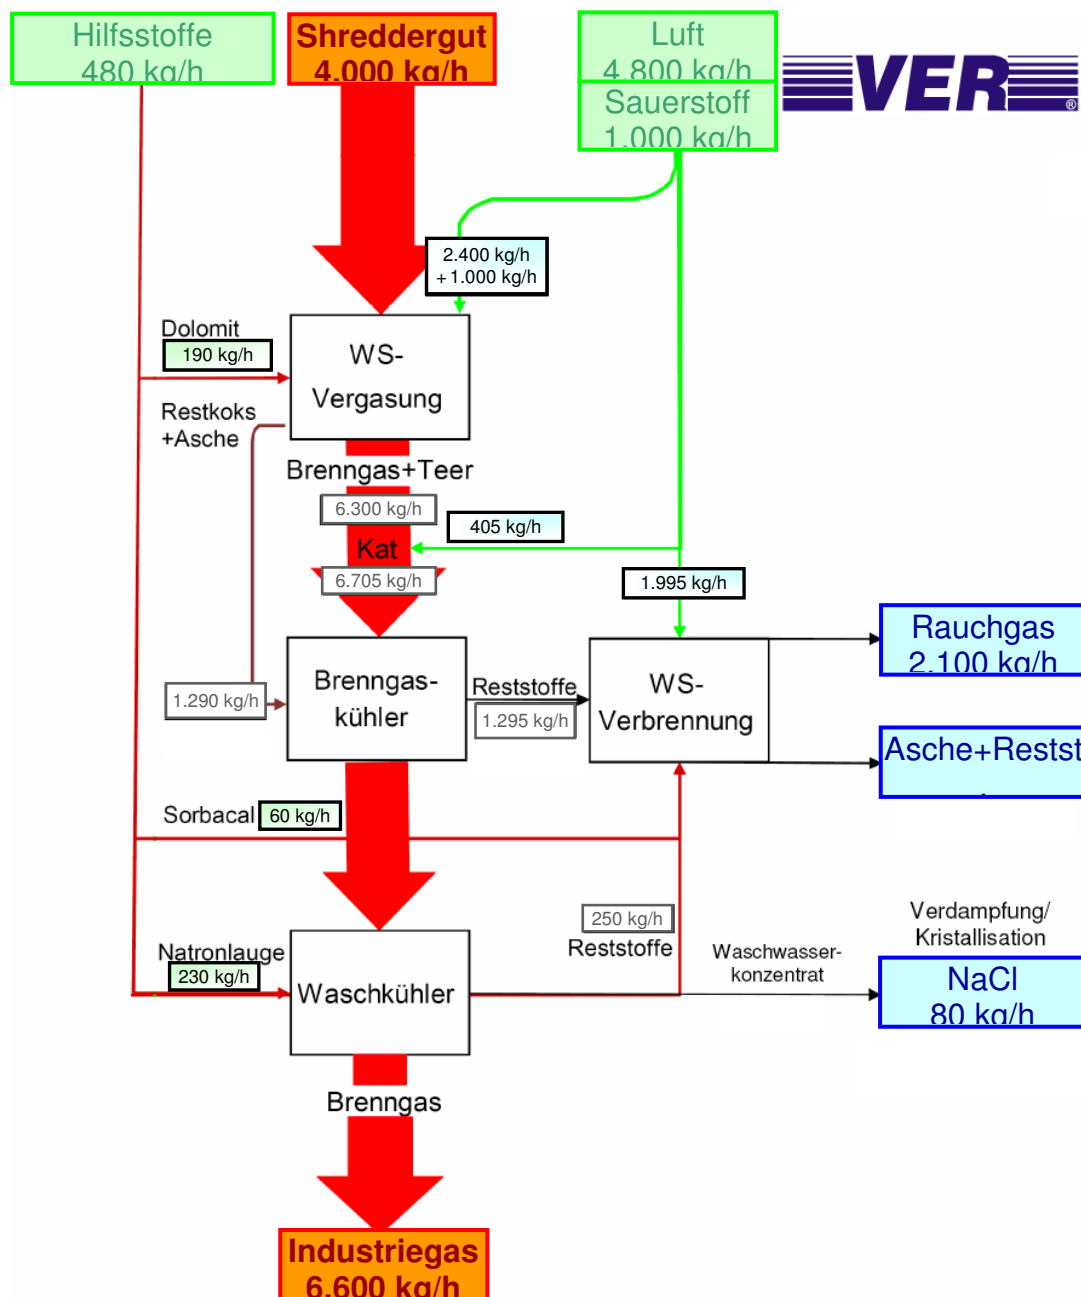 Hilfsstoffe
480 kg/h
Shreddergut
4.000 kg/h
Luft
4.800 kg/h
Sauerstoff
1.000 kg/h
VER®
2.400 kg/h
+ 1.000 kg/h
Dolomit
190 kg/h
WS-
Vergasung
Restkoks
+Asche
Brenngas+Teer
6.300 kg/h
405 kg/h
Kat
6.705 kg/h
1.995 kg/h
Rauchgas
2.100 kg/h
Brenngas-
kühler
Reststoffe
1.295 kg/h
WS-
Verbrennung
1.290 kg/h
Asche+Restst
Sorbacal
60 kg/h
250 kg/h
Reststoffe
Verdampfung/
Kristallisation
Natronlauge
230 kg/h
Waschkühler
Waschwasser-
konzentrat
NaCl
80 kg/h
Brenngas
Industriegas
6.600 kg/h